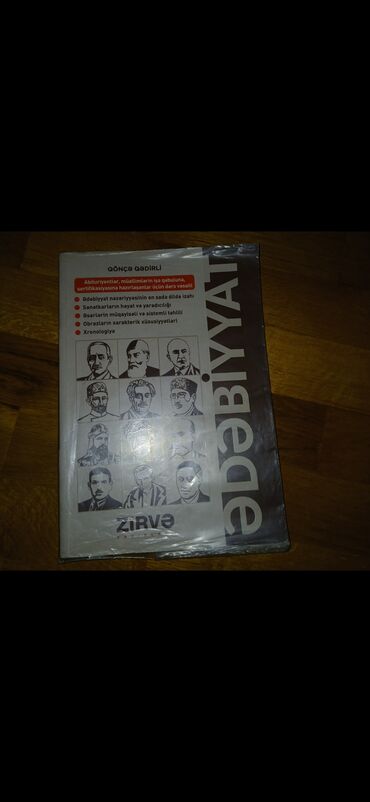 QÖNÇƏ QƏDİRLİ
Abituriyentlər, müəllimlərin işə qəbuluna,
sertifikasiyasına hazırlaşanlar üçün dərs vəsaiti
Ədəbiyyat nəzəriyyəsinin ən sadə dildə izahı
Sənətkarların həyat və yaradıcılığı
Əsərlərin müqayisəli və sistemli təhlili
Obrazların xarakterik xüsusiyyətləri
Xronologiya
ZİRVƏ
ƏDƏBİYYAT